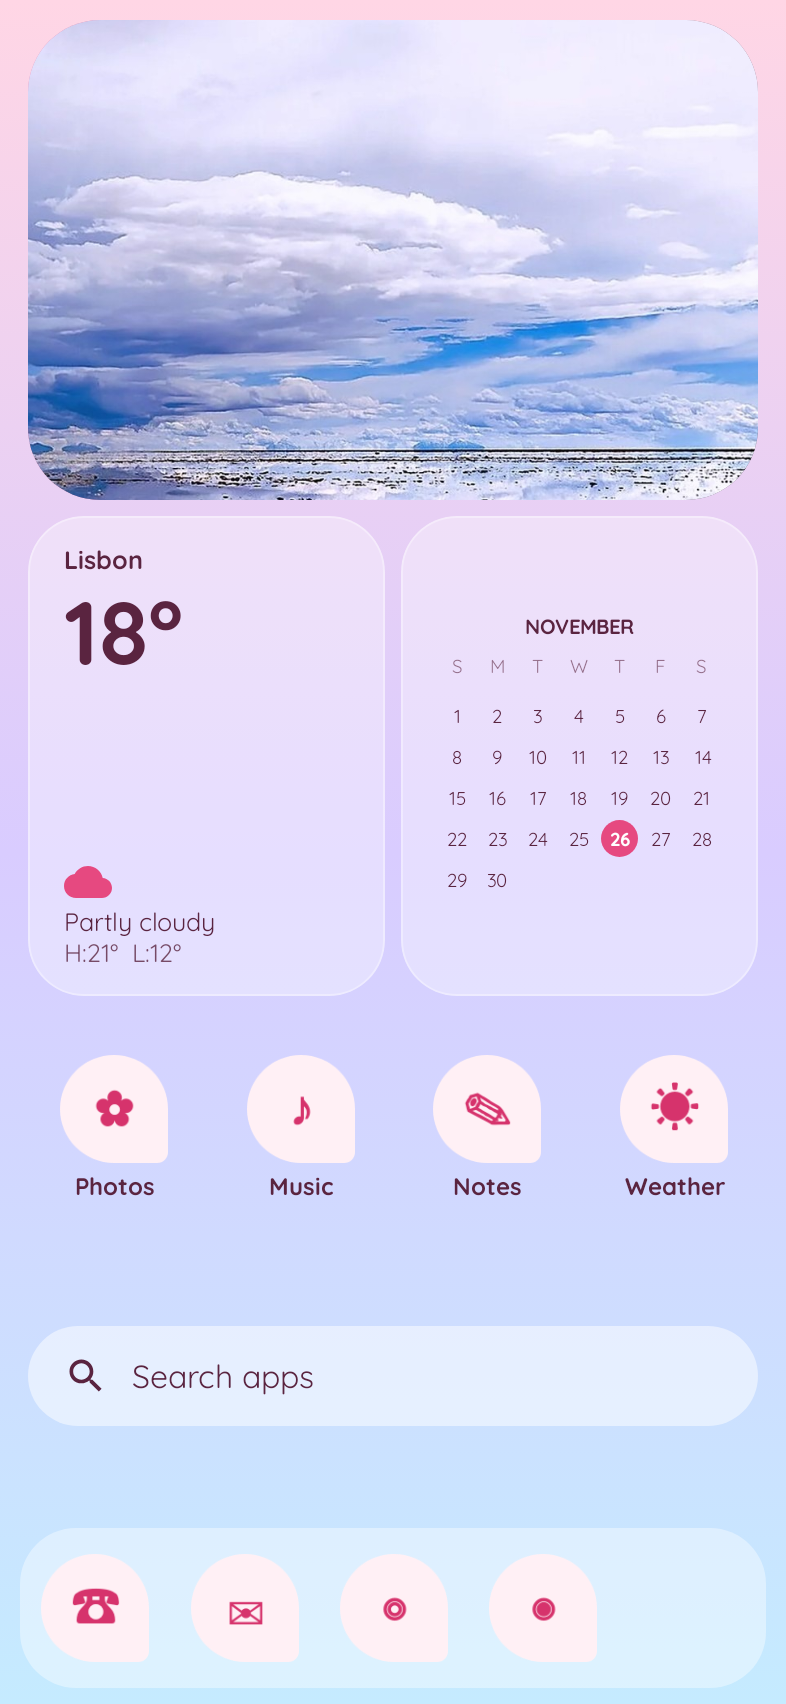 Lisbon
18°
Partly cloudy
H:21° L:12°
NOVEMBER
S M T W T F S
1 2 3 4 5 6 7
8 9 10 11 12 13 14
15 16 17 18 19 20 21
22 23 24 25 26 27 28
29 30
Photos Music Notes Weather
Search apps